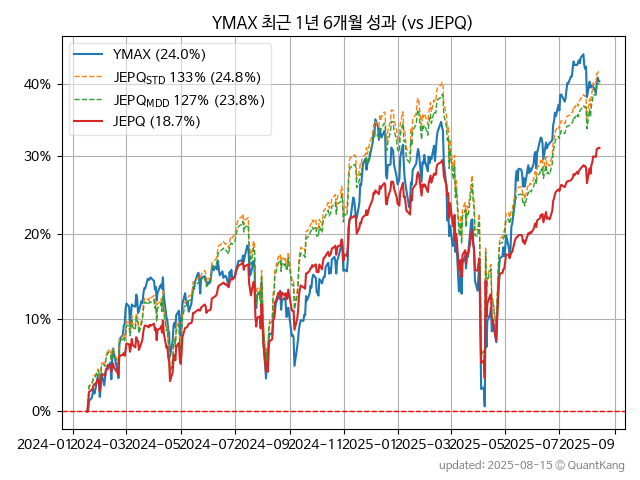 YMAX 최근 1년 6개월 성과 (vs JEPQ)
YMAX (24.0%)
JEPQSTD 133% (24.8%)
JEPQMDD 127% (23.8%)
JEPQ (18.7%)
40%
30%
20%
10%
0%
2024-01 2024-03 2024-05 2024-07 2024-09 2024-11 2025-01 2025-03 2025-05 2025-07 2025-09
updated: 2025-08-15 © QuantKang